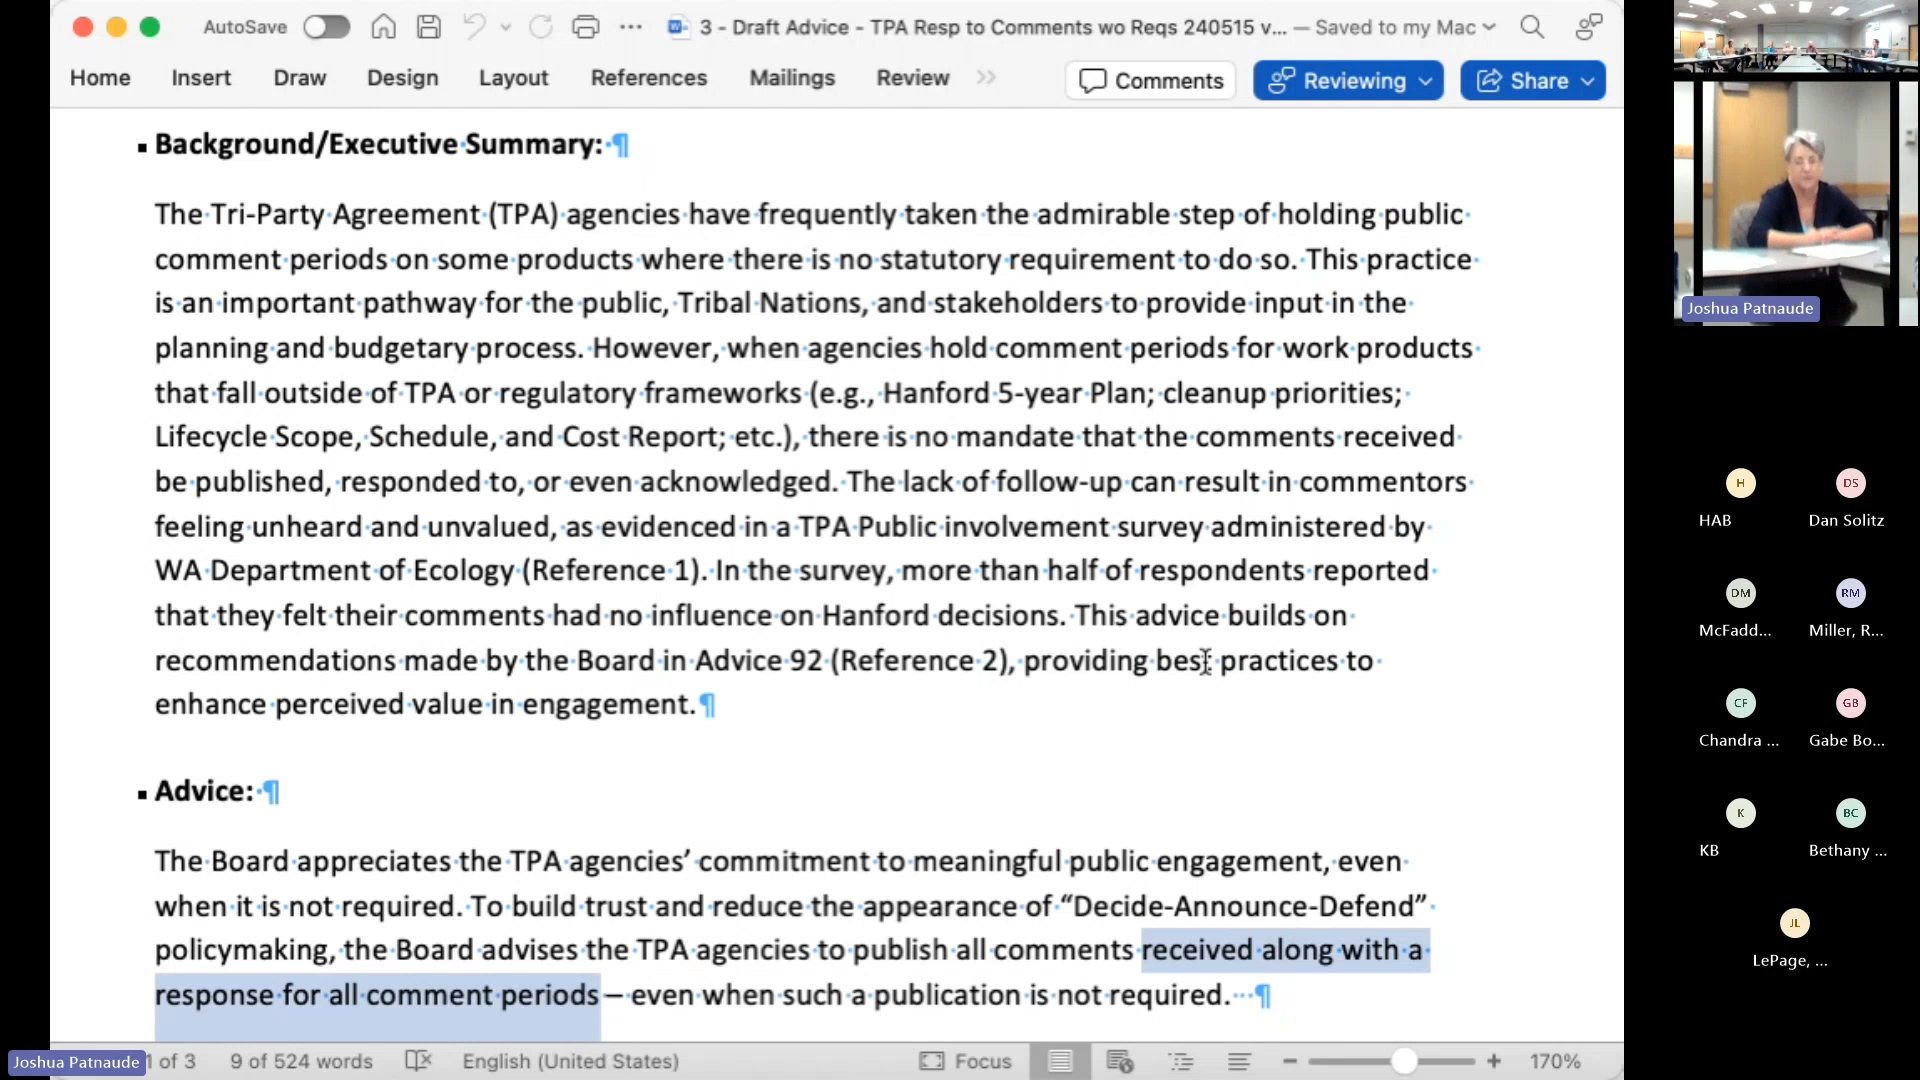 AutoSave
3 - Draft Advice - TPA Resp to Comments wo Reqs 240515 v... — Saved to my Mac
Home Insert Draw Design Layout References Mailings Review Comments Reviewing Share
Background/Executive Summary:
The Tri-Party Agreement (TPA) agencies have frequently taken the admirable step of holding public
comment periods on some products where there is no statutory requirement to do so. This practice
is an important pathway for the public, Tribal Nations, and stakeholders to provide input in the
planning and budgetary process. However, when agencies hold comment periods for work products
that fall outside of TPA or regulatory frameworks (e.g., Hanford 5-year Plan; cleanup priorities;
Lifecycle Scope, Schedule, and Cost Report; etc.), there is no mandate that the comments received
be published, responded to, or even acknowledged. The lack of follow-up can result in commentors
feeling unheard and unvalued, as evidenced in a TPA Public involvement survey administered by
WA Department of Ecology (Reference 1). In the survey, more than half of respondents reported
that they felt their comments had no influence on Hanford decisions. This advice builds on
recommendations made by the Board in Advice 92 (Reference 2), providing best practices to
enhance perceived value in engagement.
Advice:
The Board appreciates the TPA agencies’ commitment to meaningful public engagement, even
when it is not required. To build trust and reduce the appearance of “Decide-Announce-Defend”
policymaking, the Board advises the TPA agencies to publish all comments received along with a
response for all comment periods — even when such a publication is not required.
1 of 3 9 of 524 words English (United States) Focus 170%
Joshua Patnaude
Joshua Patnaude
H DS
HAB Dan Solitz
DM RM
McFadd... Miller, R...
CF GB
Chandra ... Gabe Bo...
K BC
KB Bethany ...
JL
LePage, ...